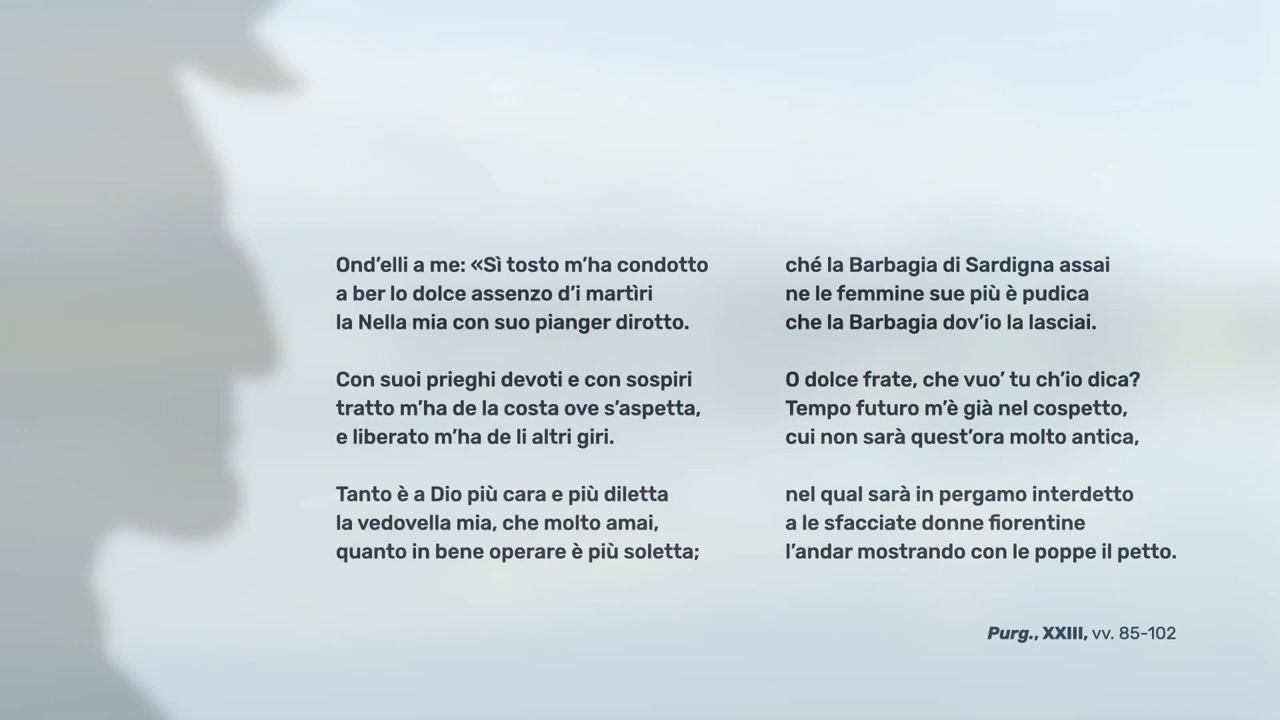 Ond'elli a me: «Sì tosto m'ha condotto
a ber lo dolce assenzo d'i martìri
la Nella mia con suo pianger dirotto.
Con suoi prieghi devoti e con sospiri
tratto m'ha de la costa ove s'aspetta,
e liberato m'ha de li altri giri.
Tanto è a Dio più cara e più diletta
la vedovella mia, che molto amai,
quanto in bene operare è più soletta;
ché la Barbagia di Sardigna assai
ne le femmine sue più è pudica
che la Barbagia dov'io la lasciai.
O dolce frate, che vuo' tu ch'io dica?
Tempo futuro m'è già nel cospetto,
cui non sarà quest'ora molto antica,
nel qual sarà in pergamo interdetto
a le sfacciate donne fiorentine
l'andar mostrando con le poppe il petto.
Purg., XXIII, vv. 85-102